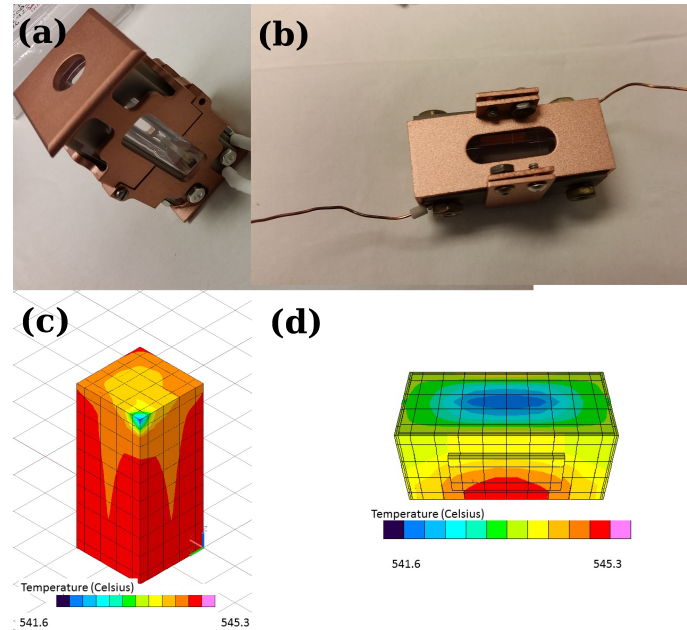 (a)
(b)
(c)
(d)
Temperature (Celsius)
541.6
545.3
Temperature (Celsius)
541.6
545.3